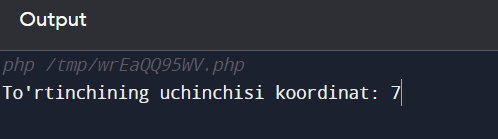 Output
php /tmp/wrEaQQ95WV.php
To'rtinchining uchinchisi koordinat: 7